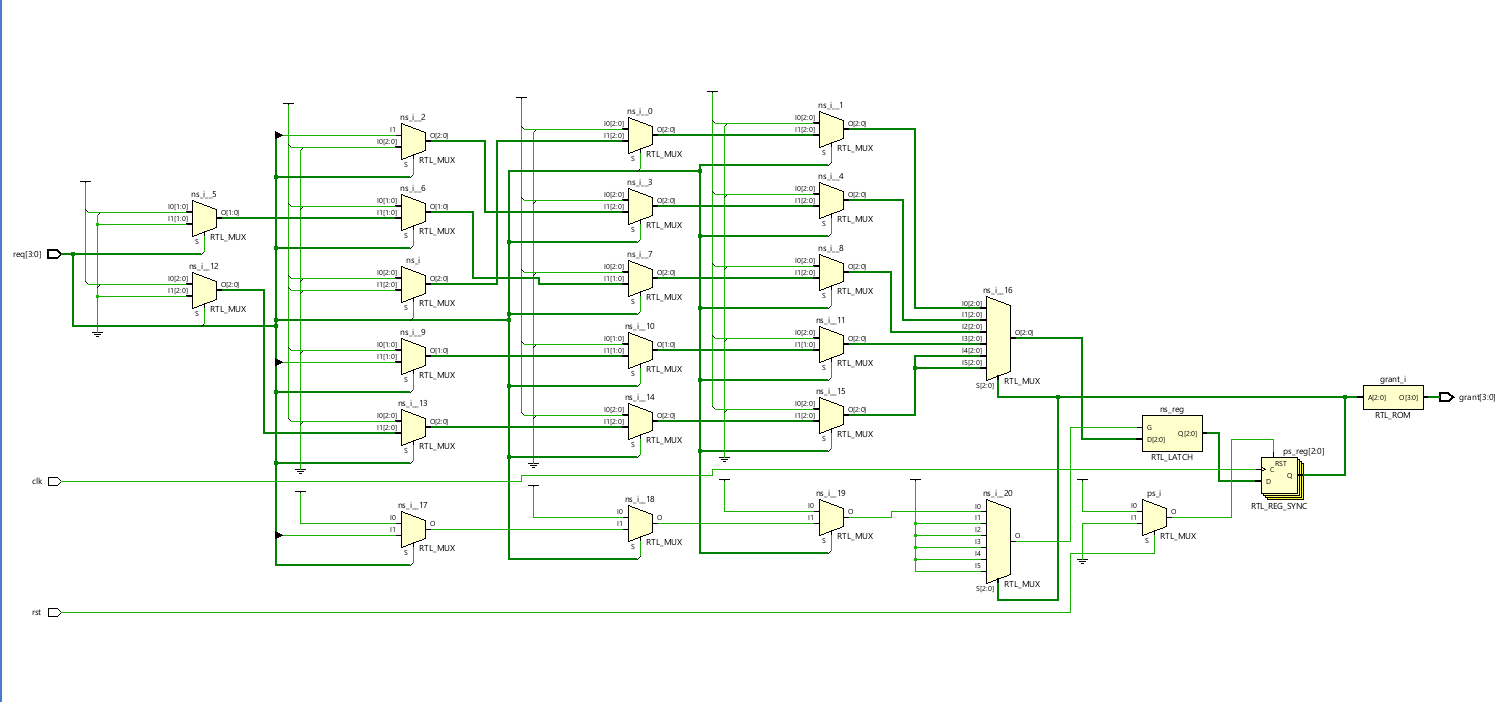 ns_i__5
I0[1:0]
I1[1:0]
O[1:0]
S
RTL_MUX
req[3:0]
ns_i__12
I0[2:0]
I1[2:0]
O[2:0]
S
RTL_MUX
ns_i__2
I1
I0[2:0]
O[2:0]
S
RTL_MUX
ns_i__6
I0[1:0]
I1[1:0]
O[1:0]
S
RTL_MUX
ns_i
I0[2:0]
I1[2:0]
O[2:0]
S
RTL_MUX
ns_i__9
I0[1:0]
I1[1:0]
O[1:0]
S
RTL_MUX
ns_i__13
I0[2:0]
I1[2:0]
O[2:0]
S
RTL_MUX
clk
ns_i__17
I0
I1
O
S
RTL_MUX
rst
ns_i__0
I0[2:0]
I1[2:0]
O[2:0]
S
RTL_MUX
ns_i__3
I0[2:0]
I1[2:0]
O[2:0]
S
RTL_MUX
ns_i__7
I0[2:0]
I1[1:0]
O[2:0]
S
RTL_MUX
ns_i__10
I0[1:0]
I1[1:0]
O[1:0]
S
RTL_MUX
ns_i__14
I0[2:0]
I1[2:0]
O[2:0]
S
RTL_MUX
ns_i__18
I0
I1
O
S
RTL_MUX
ns_i__1
I0[2:0]
I1[2:0]
O[2:0]
S
RTL_MUX
ns_i__4
I0[2:0]
I1[2:0]
O[2:0]
S
RTL_MUX
ns_i__8
I0[2:0]
I1[2:0]
O[2:0]
S
RTL_MUX
ns_i__11
I0[2:0]
I1[1:0]
O[2:0]
S
RTL_MUX
ns_i__15
I0[2:0]
I1[2:0]
O[2:0]
S
RTL_MUX
ns_i__19
I0
I1
O
S
RTL_MUX
ns_i__16
I0[2:0]
I1[2:0]
I2[2:0]
I3[2:0]
I4[2:0]
I5[2:0]
O[2:0]
S[2:0]
RTL_MUX
ns_i__20
I0
I1
I2
I3
I4
I5
O
S[2:0]
RTL_MUX
ns_reg
G
D[2:0]
Q[2:0]
RTL_LATCH
ps_i
I0
I1
O
S
RTL_MUX
ps_reg[2:0]
RST
C
D
Q
RTL_REG_SYNC
grant_i
A[2:0]
O[3:0]
RTL_ROM
grant[3:0]